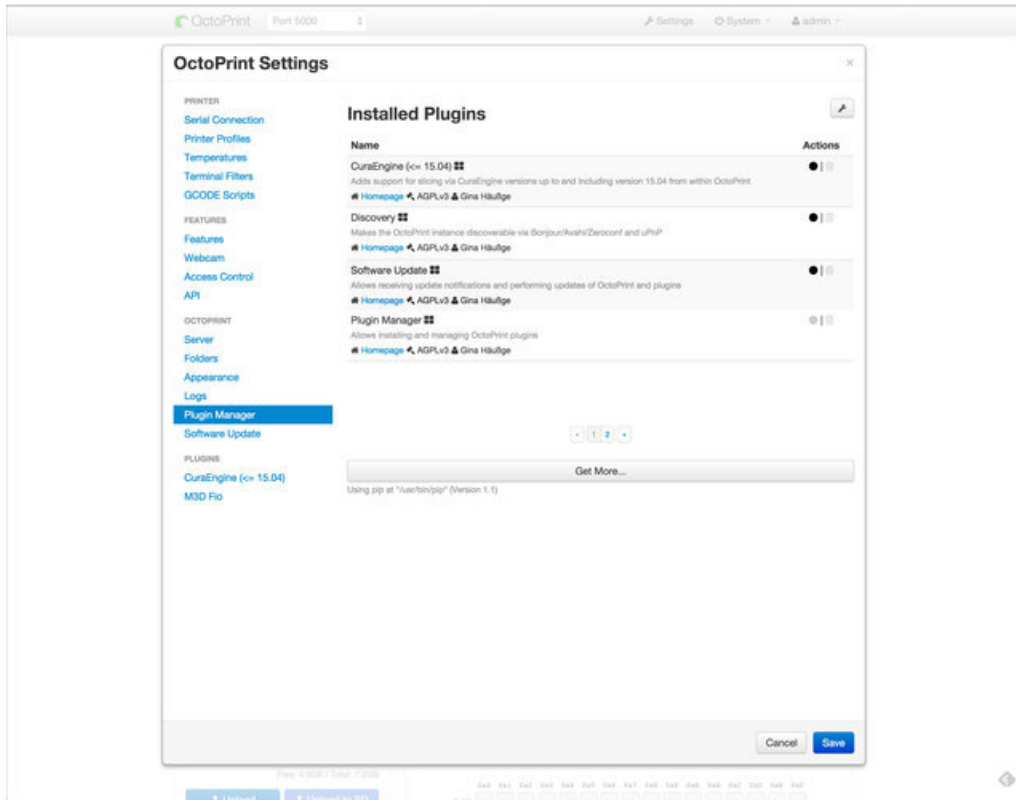 OctoPrint Port 5000 Settings System admin
OctoPrint Settings ×
PRINTER
Serial Connection
Printer Profiles
Temperatures
Terminal Filters
GCODE Scripts
FEATURES
Features
Webcam
Access Control
API
OCTOPRINT
Server
Folders
Appearance
Logs
Plugin Manager
Software Update
PLUGINS
CuraEngine (<= 15.04)
M3D Fio
Installed Plugins
Name Actions
CuraEngine (<= 15.04)
Adds support for slicing via CuraEngine versions up to and including version 15.04 from within OctoPrint
Homepage AGPLv3 Gina Häußge
Discovery
Makes the OctoPrint instance discoverable via Bonjour/Avahi/Zeroconf and uPnP
Homepage AGPLv3 Gina Häußge
Software Update
Allows receiving update notifications and performing updates of OctoPrint and plugins
Homepage AGPLv3 Gina Häußge
Plugin Manager
Allows installing and managing OctoPrint plugins
Homepage AGPLv3 Gina Häußge
« 1 2 »
Get More...
Using pip at "/usr/bin/pip" (Version 1.1)
Cancel Save
Upload Upload to SD